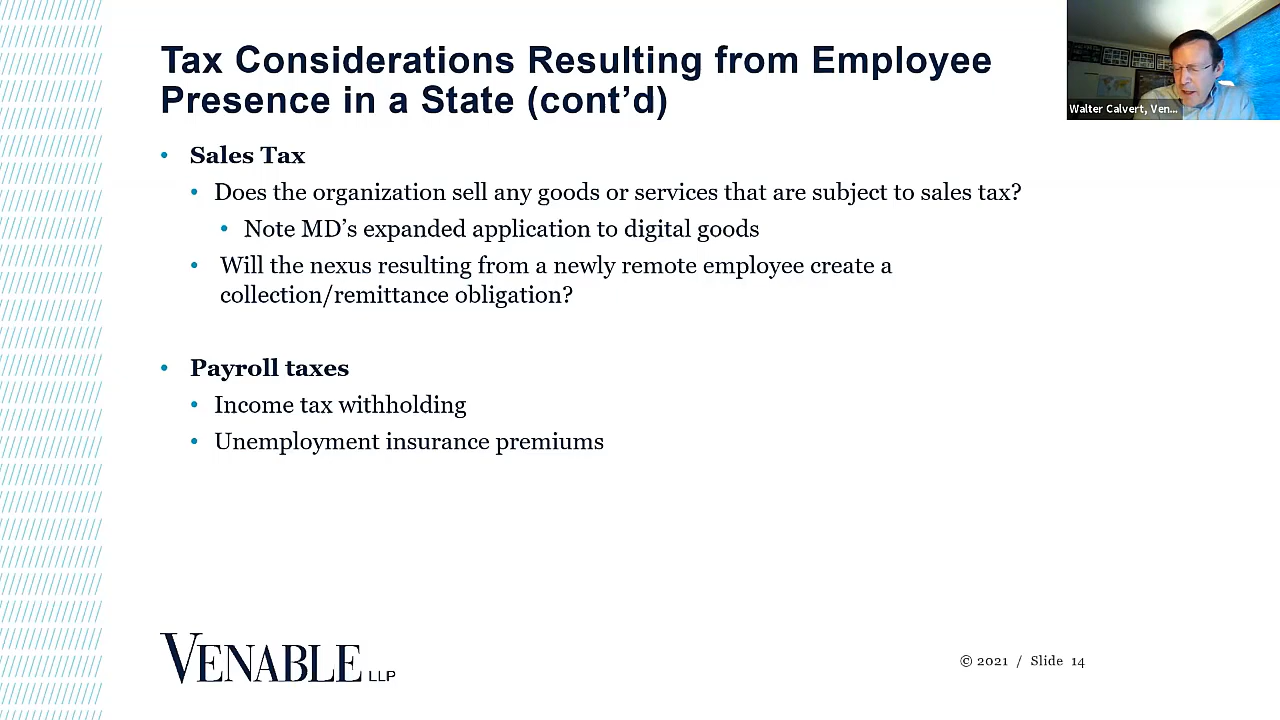 Tax Considerations Resulting from Employee
Presence in a State (cont’d)
Walter Calvert, Ven...
• Sales Tax
• Does the organization sell any goods or services that are subject to sales tax?
• Note MD’s expanded application to digital goods
• Will the nexus resulting from a newly remote employee create a
collection/remittance obligation?
• Payroll taxes
• Income tax withholding
• Unemployment insurance premiums
VENABLE LLP
© 2021 / Slide 14